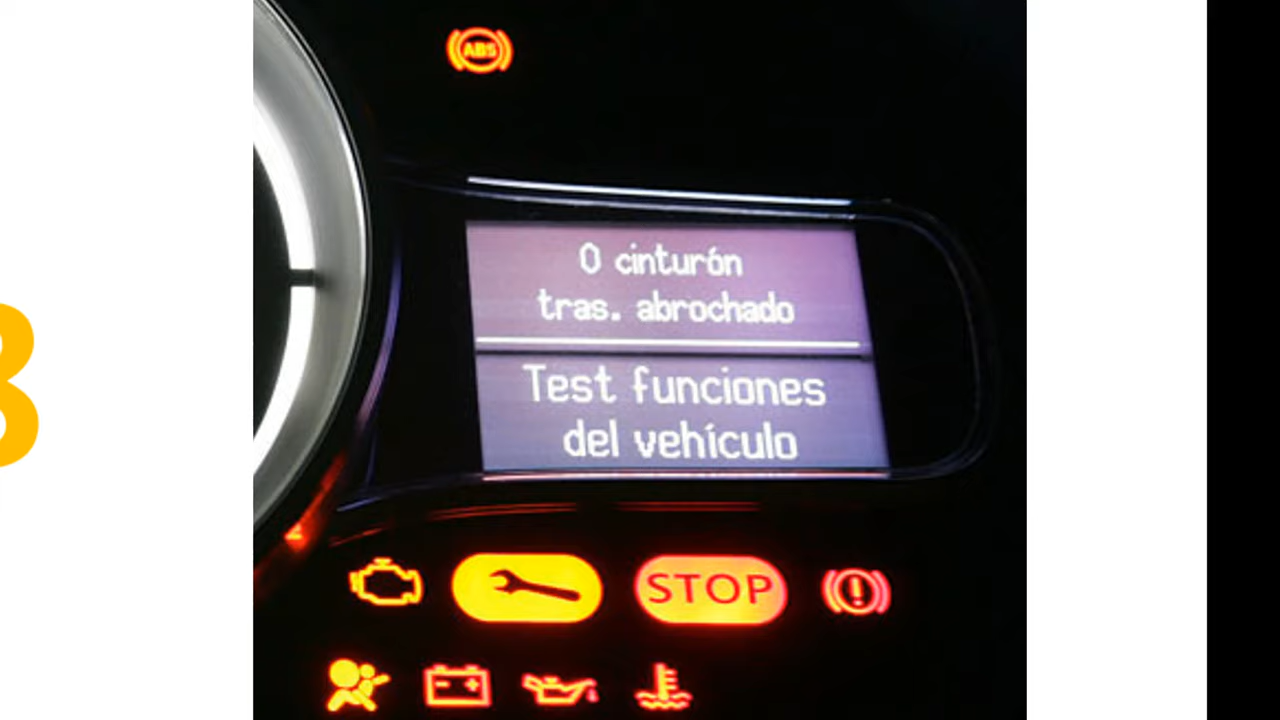 ABS
0 cinturón
tras. abrochado
Test funciones
del vehículo
STOP